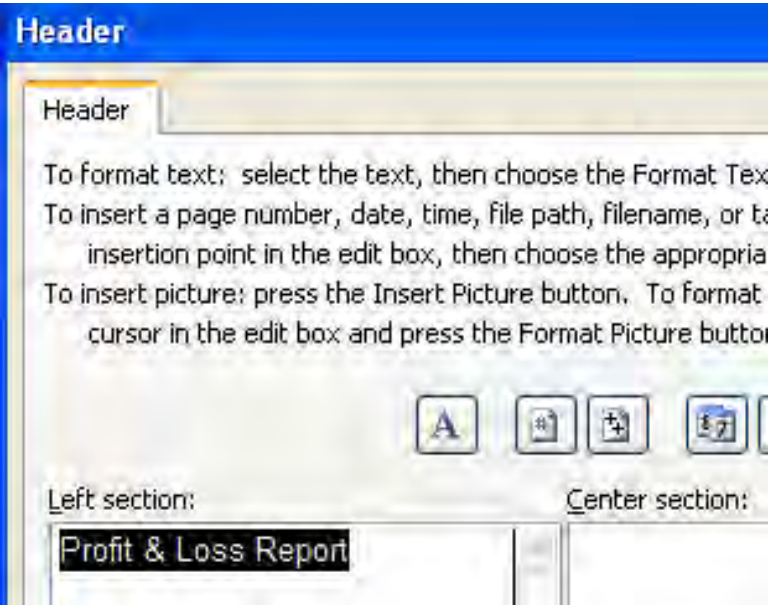 Header
Header
To format text: select the text, then choose the Format Tex
To insert a page number, date, time, file path, filename, or ta
insertion point in the edit box, then choose the appropria
To insert picture: press the Insert Picture button. To format
cursor in the edit box and press the Format Picture button
A
Left section:
Center section:
Profit & Loss Report